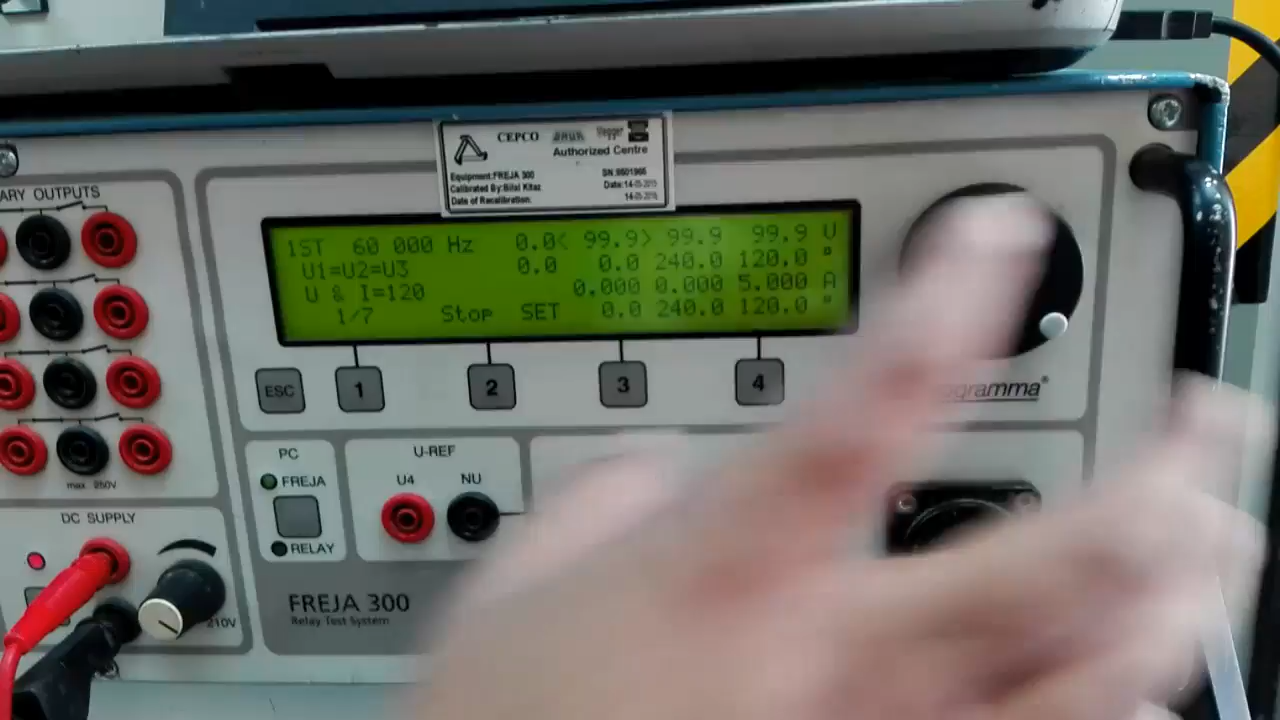 CEPCO
Authorized Centre
Equipment:FREJA 300
SN:9501965
Calibrated By:Bilal Kitaz
Date of Recalibration:
ARY OUTPUTS
1ST 60 000 Hz 0.0< 99.9> 99.9 99.9 U
U1=U2=U3 0.0 0.0 240.0 120.0 °
U & I=120 0.000 0.000 5.000 A
1/7 Stop SET 0.0 240.0 120.0 °
ESC
1
2
3
4
gramma®
PC
FREJA
RELAY
U-REF
U4
NU
max. 250V
DC SUPPLY
210V
FREJA 300
Relay Test System